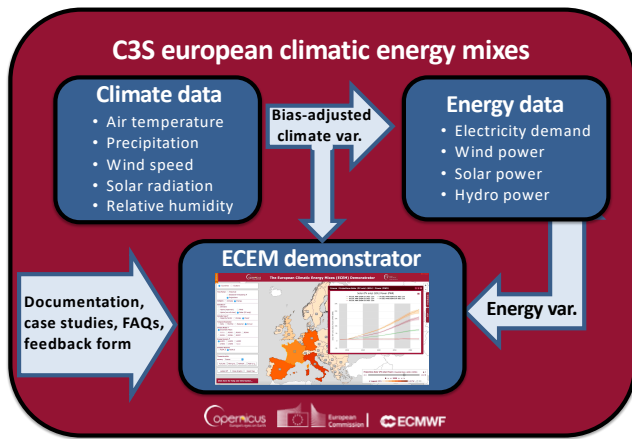 C3S european climatic energy mixes
Climate data
• Air temperature
• Precipitation
• Wind speed
• Solar radiation
• Relative humidity
Bias-adjusted
climate var.
Energy data
• Electricity demand
• Wind power
• Solar power
• Hydro power
ECEM demonstrator
The European Climatic Energy Mixes (ECEM) Demonstrator
Documentation,
case studies, FAQs,
feedback form
Energy var.
Copernicus
European
Commission
ECMWF